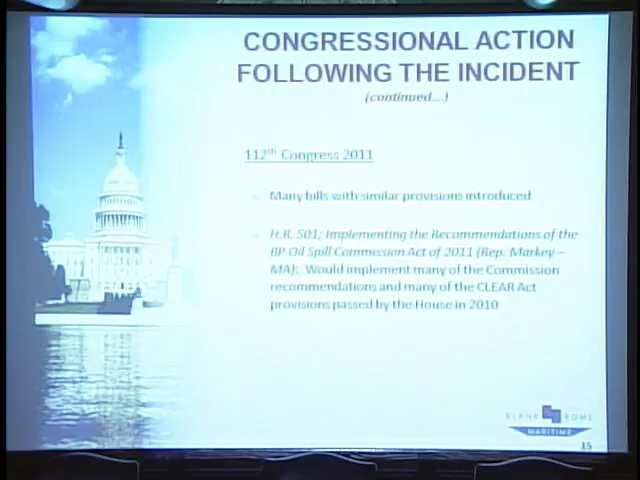 CONGRESSIONAL ACTION
FOLLOWING THE INCIDENT
(continued...)
112th Congress 2011
Many bills with similar provisions introduced
H.R. 501; Implementing the Recommendations of the
BP Oil Spill Commission Act of 2011 (Rep. Markey –
MA): Would implement many of the Commission
recommendations and many of the CLEAR Act
provisions passed by the House in 2010
BLANK ROME
MARITIME
15